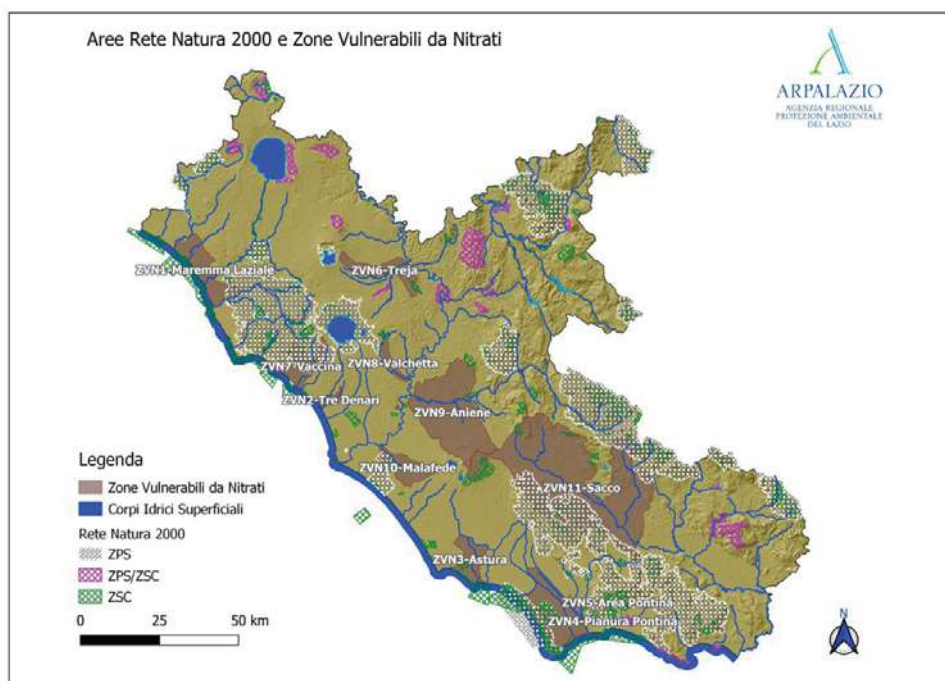 Aree Rete Natura 2000 e Zone Vulnerabili da Nitrati
ARPALAZIO
AGENZIA REGIONALE
PROTEZIONE AMBIENTALE
DEL LAZIO
ZVN1-Maremma Laziale
ZVN6-Treja
ZVN7-Vaccina
ZVN8-Valchetta
ZVN2-Tre Denari
ZVN9-Aniene
ZVN10-Malafede
ZVN11-Sacco
ZVN3-Astura
ZVN5-Area Pontina
ZVN4-Pianura Pontina
Legenda
Zone Vulnerabili da Nitrati
Corpi Idrici Superficiali
Rete Natura 2000
ZPS
ZPS/ZSC
ZSC
0 25 50 km
N